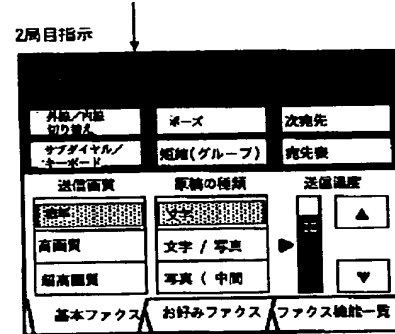 2局目指示
外線／内線 ポーズ 次宛先
切り替え
サブダイヤル／ 短縮(グループ) 宛先表
キーボード
送信画質 原稿の種類 送信濃度
文字
高画質 文字 / 写真
超高画質 写真 ( 中間
基本ファクス お好みファクス ファクス機能一覧